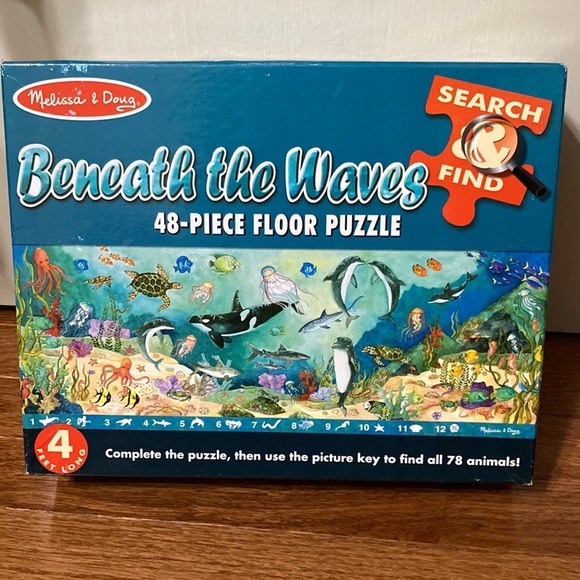 Melissa & Doug
SEARCH
&
FIND
Beneath the Waves
48-PIECE FLOOR PUZZLE
1 2 3 4 5 6 7 8 9 10 11 12
Melissa & Doug
4
FEET LONG
Complete the puzzle, then use the picture key to find all 78 animals!